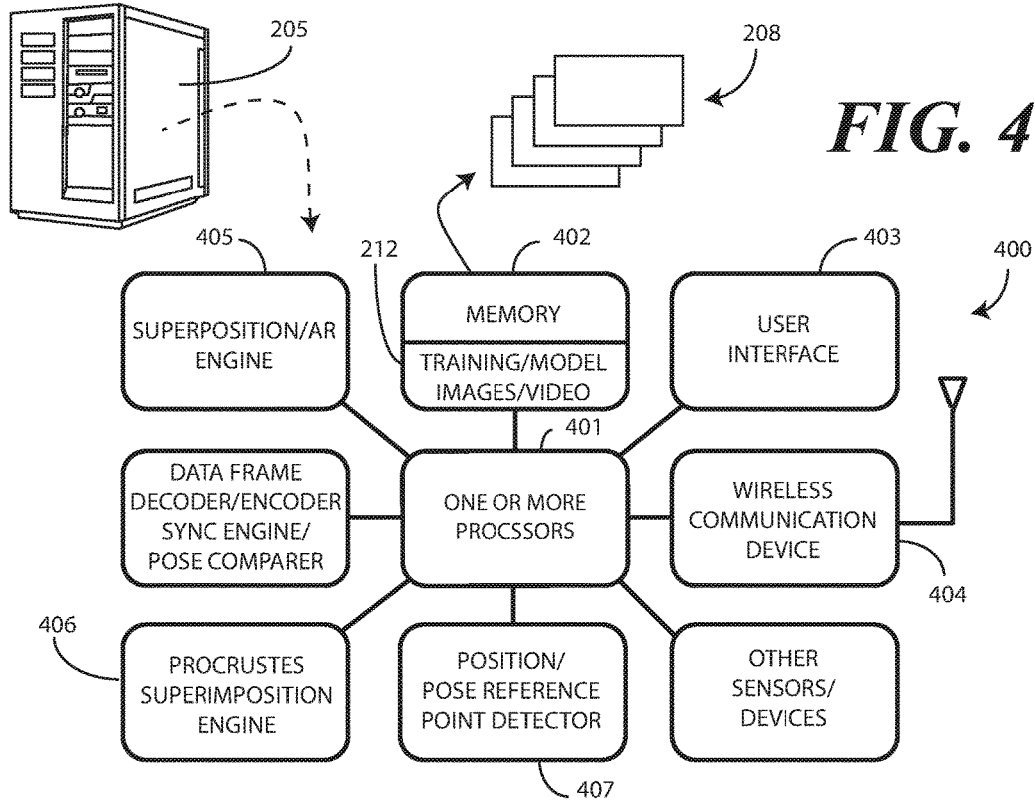 205
208
FIG. 4
405
212
402
403
400
SUPERPOSITION/AR
ENGINE
MEMORY
TRAINING/MODEL
IMAGES/VIDEO
USER
INTERFACE
401
DATA FRAME
DECODER/ENCODER
SYNC ENGINE/
POSE COMPARER
ONE OR MORE
PROCSSORS
WIRELESS
COMMUNICATION
DEVICE
404
406
PROCRUSTES
SUPERIMPOSITION
ENGINE
POSITION/
POSE REFERENCE
POINT DETECTOR
OTHER
SENSORS/
DEVICES
407